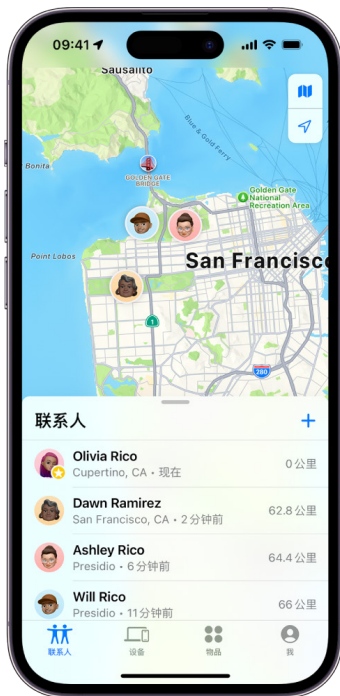 09:41
Sausalito
Blue & Gold Ferry
Bonita
GOLDEN GATE
BRIDGE
Golden Gate
National
Recreation Area
Point Lobos
San Francisco
1
280
联系人
Olivia Rico
Cupertino, CA • 现在
0 公里
Dawn Ramirez
San Francisco, CA • 2 分钟前
62.8 公里
Ashley Rico
Presidio • 6 分钟前
64.4 公里
Will Rico
Presidio • 11 分钟前
66 公里
联系人
设备
物品
我